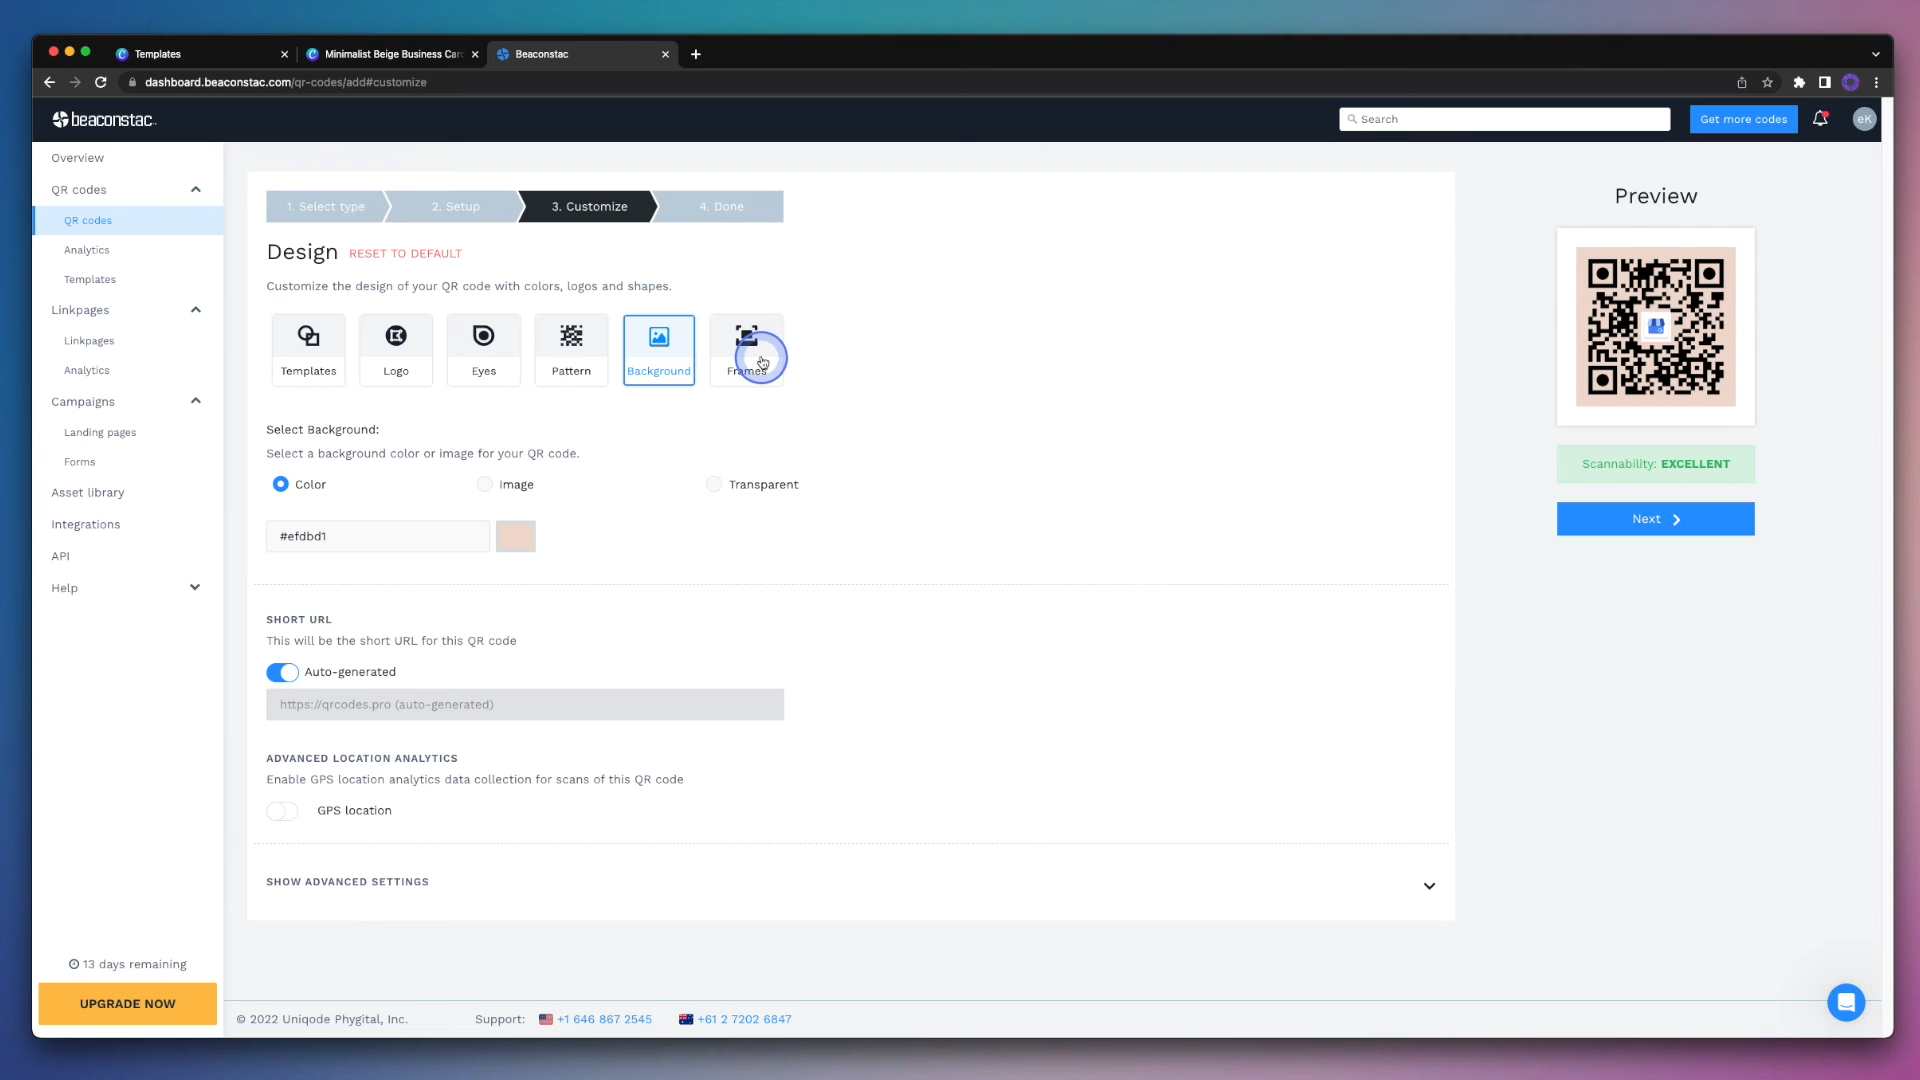 Templates
Minimalist Beige Business Car
Beaconstac
dashboard.beaconstac.com/qr-codes/add#customize
beaconstac
Search
Get more codes
eK
Overview
QR codes
QR codes
Analytics
Templates
Linkpages
Linkpages
Analytics
Campaigns
Landing pages
Forms
Asset library
Integrations
API
Help
13 days remaining
UPGRADE NOW
1. Select type
2. Setup
3. Customize
4. Done
Design RESET TO DEFAULT
Customize the design of your QR code with colors, logos and shapes.
Templates
Logo
Eyes
Pattern
Background
Frames
Select Background:
Select a background color or image for your QR code.
Color
Image
Transparent
#efdbd1
SHORT URL
This will be the short URL for this QR code
Auto-generated
https://qrcodes.pro (auto-generated)
ADVANCED LOCATION ANALYTICS
Enable GPS location analytics data collection for scans of this QR code
GPS location
SHOW ADVANCED SETTINGS
Preview
Scannability: EXCELLENT
Next
© 2022 Uniqode Phygital, Inc.
Support: +1 646 867 2545 +61 2 7202 6847